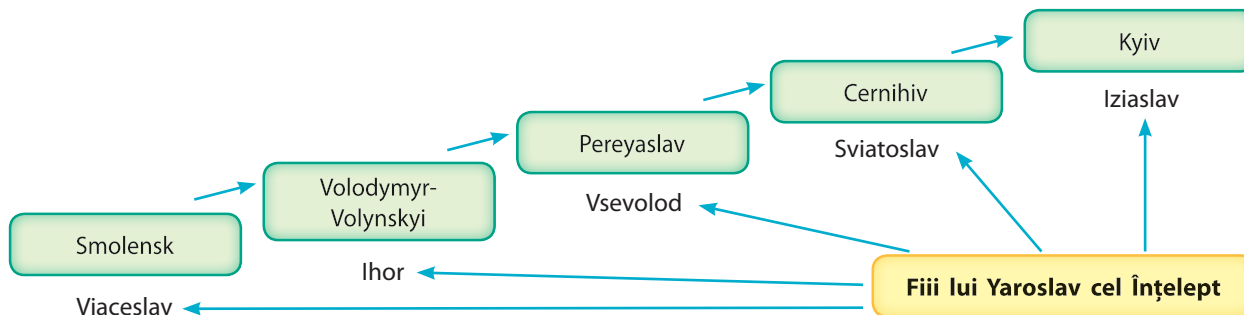 Kyiv
Iziaslav
Cernihiv
Sviatoslav
Pereyaslav
Vsevolod
Volodymyr-
Volynskyi
Ihor
Smolensk
Viaceslav
Fiii lui Yaroslav cel Înțelept